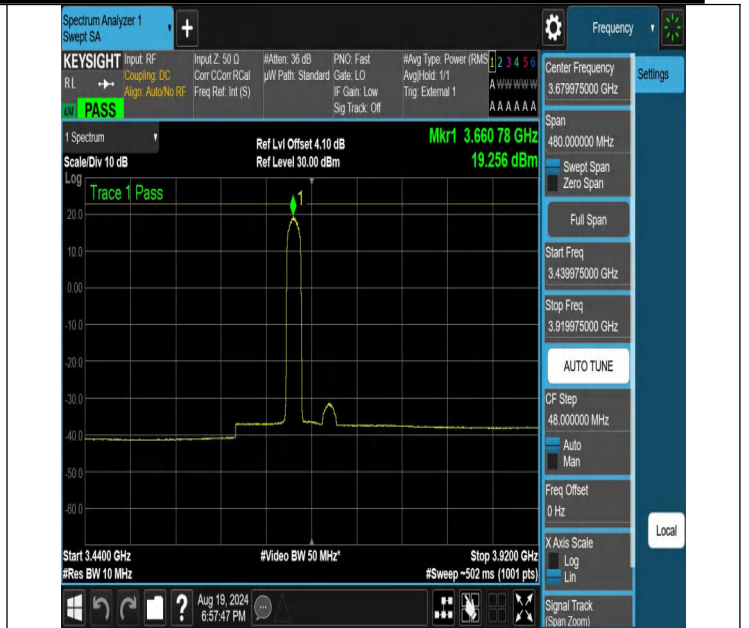 Spectrum Analyzer 1
Swept SA
+
Frequency
KEYSIGHT
RL
PASS
Input: RF
Coupling: DC
Align: Auto/No RF
Input Z: 50 Ω
Corr CCorr RCal
Freq Ref: Int (S)
#Atten: 36 dB
µW Path: Standard
PNO: Fast
Gate: LO
IF Gain: Low
Sig Track: Off
#Avg Type: Power (RMS
Avg|Hold: 1/1
Trig: External 1
1 2 3 4 5 6
A W W W W W
A A A A A A
1 Spectrum
Scale/Div 10 dB
Ref Lvl Offset 4.10 dB
Ref Level 30.00 dBm
Mkr1 3.660 78 GHz
19.256 dBm
Log
Trace 1 Pass
1
20.0
10.0
0.00
-10.0
-20.0
-30.0
-40.0
-50.0
-60.0
Start 3.4400 GHz
#Res BW 10 MHz
#Video BW 50 MHz*
Stop 3.9200 GHz
#Sweep ~502 ms (1001 pts)
Center Frequency
3.679975000 GHz
Span
480.000000 MHz
Swept Span
Zero Span
Full Span
Start Freq
3.439975000 GHz
Stop Freq
3.919975000 GHz
AUTO TUNE
CF Step
48.000000 MHz
Auto
Man
Freq Offset
0 Hz
X Axis Scale
Log
Lin
Signal Track
(Span Zoom)
Settings
Local
?
Aug 19, 2024
6:57:47 PM